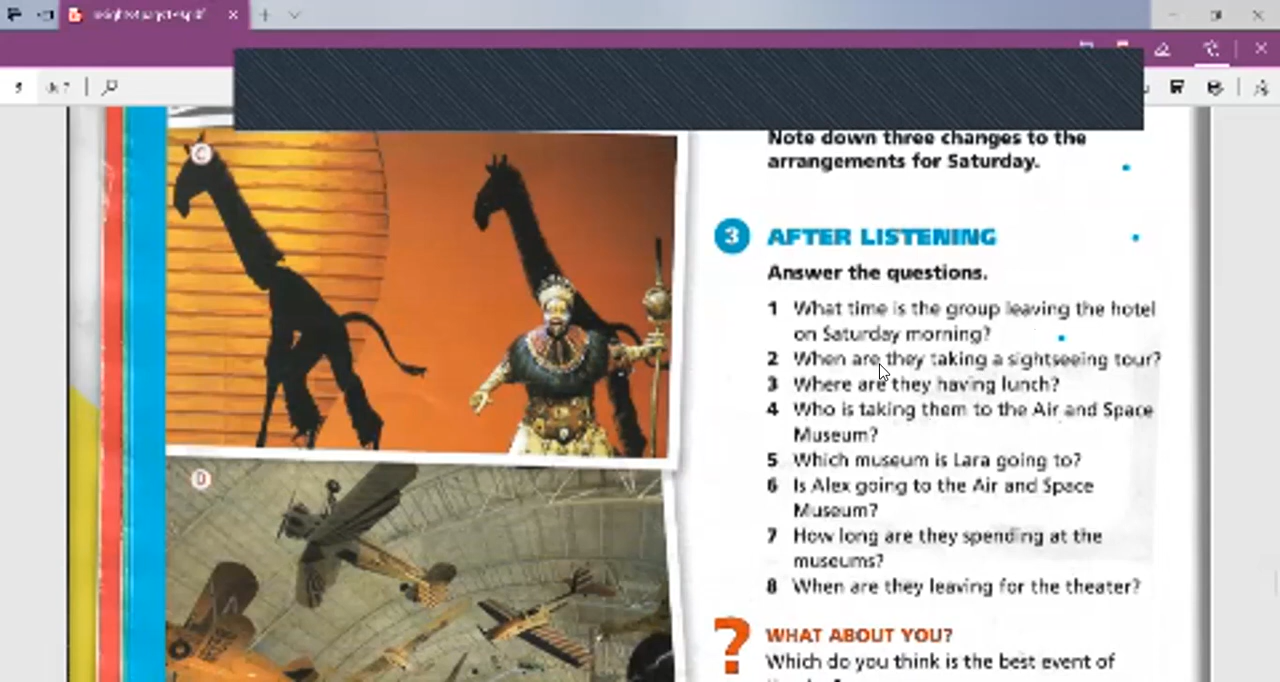 C
D
Note down three changes to the
arrangements for Saturday.
3 AFTER LISTENING
Answer the questions.
1 What time is the group leaving the hotel
on Saturday morning?
2 When are they taking a sightseeing tour?
3 Where are they having lunch?
4 Who is taking them to the Air and Space
Museum?
5 Which museum is Lara going to?
6 Is Alex going to the Air and Space
Museum?
7 How long are they spending at the
museums?
8 When are they leaving for the theater?
? WHAT ABOUT YOU?
Which do you think is the best event of